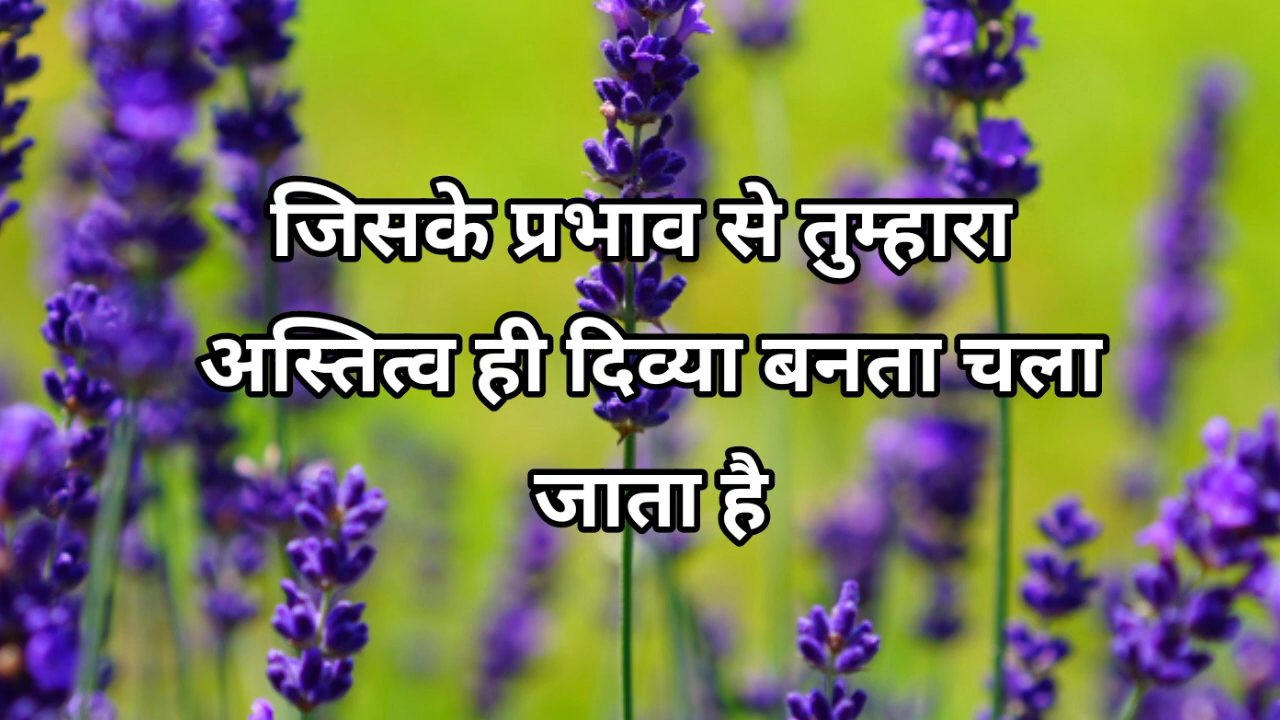 जिसके प्रभाव से तुम्हारा
अस्तित्व ही दिव्या बनता चला
जाता है